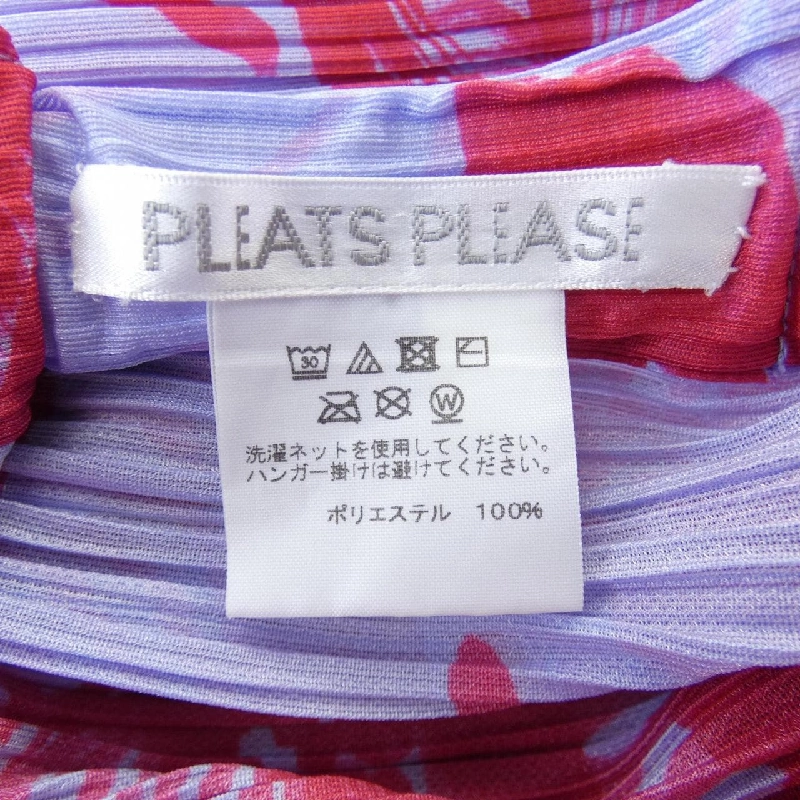 PLEATS PLEASE
30
W
洗濯ネットを使用してください。
ハンガー掛けは避けてください。
ポリエステル 100%